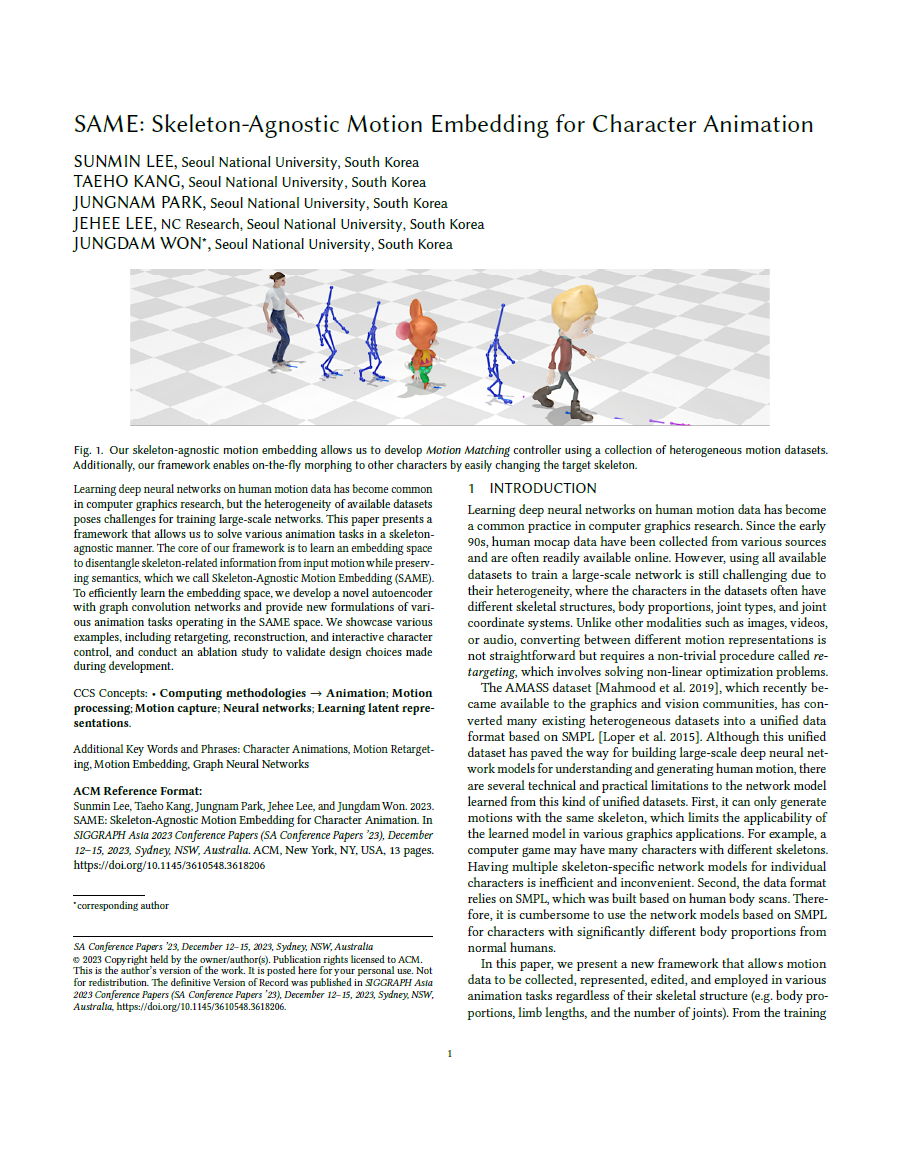 SAME: Skeleton-Agnostic Motion Embedding for Character Animation
SUNMIN LEE, Seoul National University, South Korea
TAEHO KANG, Seoul National University, South Korea
JUNGNAM PARK, Seoul National University, South Korea
JEHEE LEE, NC Research, Seoul National University, South Korea
JUNGDAM WON*, Seoul National University, South Korea
Fig. 1. Our skeleton-agnostic motion embedding allows us to develop Motion Matching controller using a collection of heterogeneous motion datasets.
Additionally, our framework enables on-the-fly morphing to other characters by easily changing the target skeleton.
Learning deep neural networks on human motion data has become common
in computer graphics research, but the heterogeneity of available datasets
poses challenges for training large-scale networks. This paper presents a
framework that allows us to solve various animation tasks in a skeleton-
agnostic manner. The core of our framework is to learn an embedding space
to disentangle skeleton-related information from input motion while preserv-
ing semantics, which we call Skeleton-Agnostic Motion Embedding (SAME).
To efficiently learn the embedding space, we develop a novel autoencoder
with graph convolution networks and provide new formulations of vari-
ous animation tasks operating in the SAME space. We showcase various
examples, including retargeting, reconstruction, and interactive character
control, and conduct an ablation study to validate design choices made
during development.
CCS Concepts: • Computing methodologies → Animation; Motion
processing; Motion capture; Neural networks; Learning latent repre-
sentations.
Additional Key Words and Phrases: Character Animations, Motion Retarget-
ing, Motion Embedding, Graph Neural Networks
ACM Reference Format:
Sunmin Lee, Taeho Kang, Jungnam Park, Jehee Lee, and Jungdam Won. 2023.
SAME: Skeleton-Agnostic Motion Embedding for Character Animation. In
SIGGRAPH Asia 2023 Conference Papers (SA Conference Papers '23), December
12–15, 2023, Sydney, NSW, Australia. ACM, New York, NY, USA, 13 pages.
https://doi.org/10.1145/3610548.3618206
*corresponding author
SA Conference Papers '23, December 12–15, 2023, Sydney, NSW, Australia
© 2023 Copyright held by the owner/author(s). Publication rights licensed to ACM.
This is the author's version of the work. It is posted here for your personal use. Not
for redistribution. The definitive Version of Record was published in SIGGRAPH Asia
2023 Conference Papers (SA Conference Papers '23), December 12–15, 2023, Sydney, NSW,
Australia, https://doi.org/10.1145/3610548.3618206.
1 INTRODUCTION
Learning deep neural networks on human motion data has become
a common practice in computer graphics research. Since the early
90s, human mocap data have been collected from various sources
and are often readily available online. However, using all available
datasets to train a large-scale network is still challenging due to
their heterogeneity, where the characters in the datasets often have
different skeletal structures, body proportions, joint types, and joint
coordinate systems. Unlike other modalities such as images, videos,
or audio, converting between different motion representations is
not straightforward but requires a non-trivial procedure called re-
targeting, which involves solving non-linear optimization problems.
The AMASS dataset [Mahmood et al. 2019], which recently be-
came available to the graphics and vision communities, has con-
verted many existing heterogeneous datasets into a unified data
format based on SMPL [Loper et al. 2015]. Although this unified
dataset has paved the way for building large-scale deep neural net-
work models for understanding and generating human motion, there
are several technical and practical limitations to the network model
learned from this kind of unified datasets. First, it can only generate
motions with the same skeleton, which limits the applicability of
the learned model in various graphics applications. For example, a
computer game may have many characters with different skeletons.
Having multiple skeleton-specific network models for individual
characters is inefficient and inconvenient. Second, the data format
relies on SMPL, which was built based on human body scans. There-
fore, it is cumbersome to use the network models based on SMPL
for characters with significantly different body proportions from
normal humans.
In this paper, we present a new framework that allows motion
data to be collected, represented, edited, and employed in various
animation tasks regardless of their skeletal structure (e.g. body pro-
portions, limb lengths, and the number of joints). From the training
1